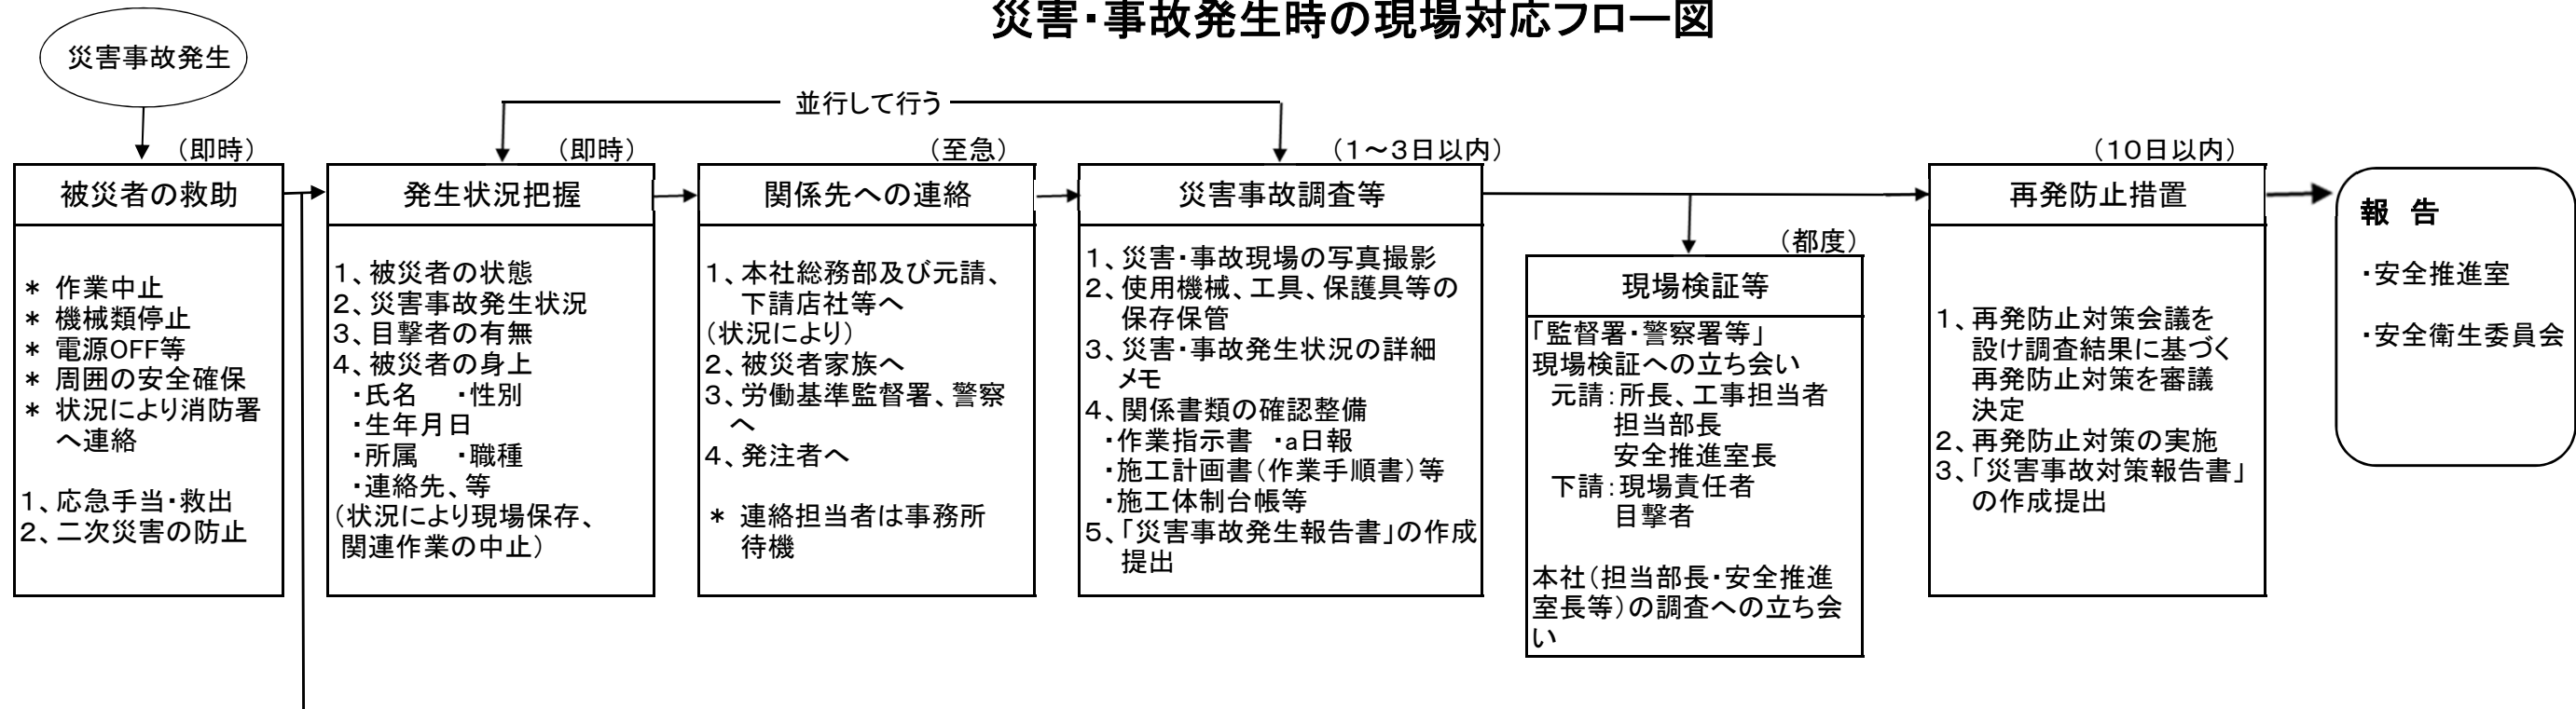 災害・事故発生時の現場対応フロー図
災害事故発生
並行して行う
(即時)
被災者の救助
* 作業中止
* 機械類停止
* 電源OFF等
* 周囲の安全確保
* 状況により消防署
へ連絡
1、応急手当・救出
2、二次災害の防止
(即時)
発生状況把握
1、被災者の状態
2、災害事故発生状況
3、目撃者の有無
4、被災者の身上
・氏名 ・性別
・生年月日
・所属 ・職種
・連絡先、等
(状況により現場保存、
関連作業の中止)
(至急)
関係先への連絡
1、本社総務部及び元請、
下請店社等へ
(状況により)
2、被災者家族へ
3、労働基準監督署、警察
へ
4、発注者へ
* 連絡担当者は事務所
待機
(1~3日以内)
災害事故調査等
1、災害・事故現場の写真撮影
2、使用機械、工具、保護具等の
保存保管
3、災害・事故発生状況の詳細
メモ
4、関係書類の確認整備
・作業指示書 ・a日報
・施工計画書(作業手順書)等
・施工体制台帳等
5、「災害事故発生報告書」の作成
提出
(都度)
現場検証等
「監督署・警察署等」
現場検証への立ち会い
元請:所長、工事担当者
担当部長
安全推進室長
下請:現場責任者
目撃者
本社(担当部長・安全推進
室長等)の調査への立ち会
い
(10日以内)
再発防止措置
1、再発防止対策会議を
設け調査結果に基づく
再発防止対策を審議
決定
2、再発防止対策の実施
3、「災害事故対策報告書」
の作成提出
報 告
・安全推進室
・安全衛生委員会